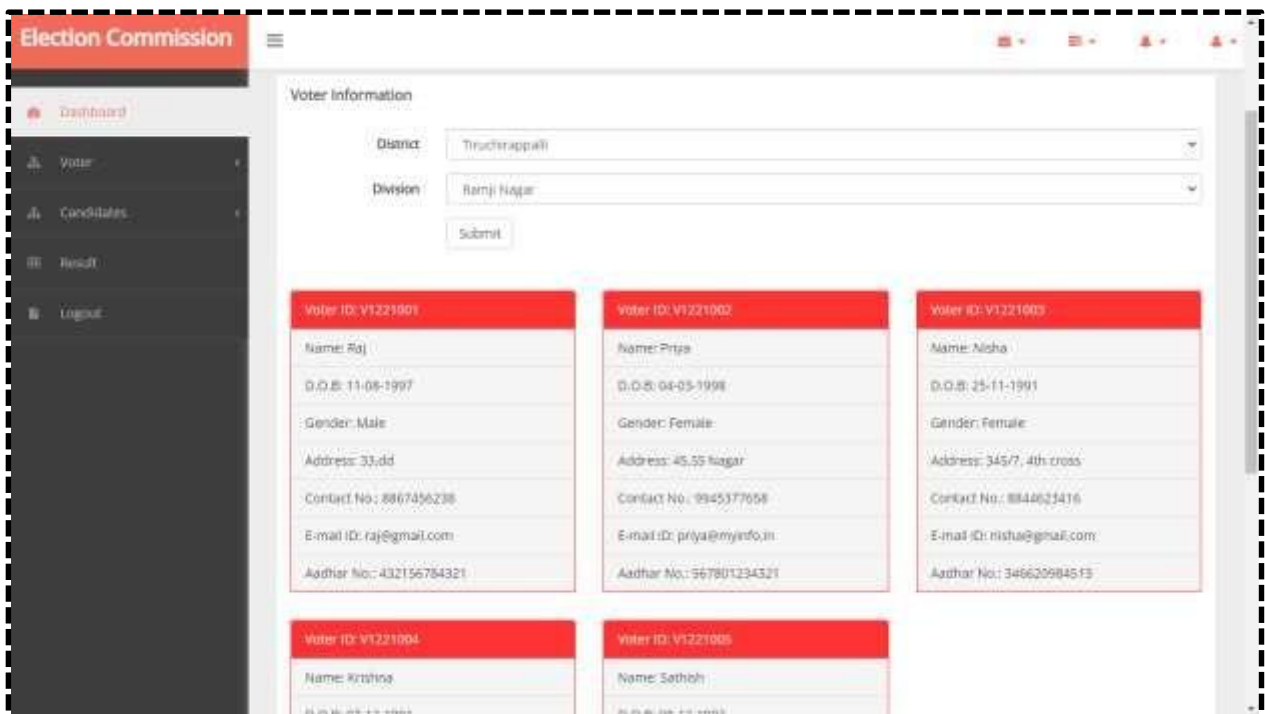 Election Commission
Dashboard
Voter
Candidates
Result
Logout
Voter Information
District
Tiruchirappalli
Division
Ramji Nagar
Submit
Voter ID: V1221001
Name: Raj
D.O.B: 11-08-1997
Gender: Male
Address: 33,dd
Contact No.: 8867456238
E-mail ID: raj@gmail.com
Aadhar No.: 432156784321
Voter ID: V1221002
Name: Priya
D.O.B: 04-05-1998
Gender: Female
Address: 45,SS Nagar
Contact No.: 9945377658
E-mail ID: priya@myinfo.in
Aadhar No.: 567801234321
Voter ID: V1221003
Name: Nisha
D.O.B: 25-11-1991
Gender: Female
Address: 345/7, 4th cross
Contact No.: 8844623416
E-mail ID: nisha@gmail.com
Aadhar No.: 346620984513
Voter ID: V1221004
Name: Krishna
Voter ID: V1221005
Name: Sathish